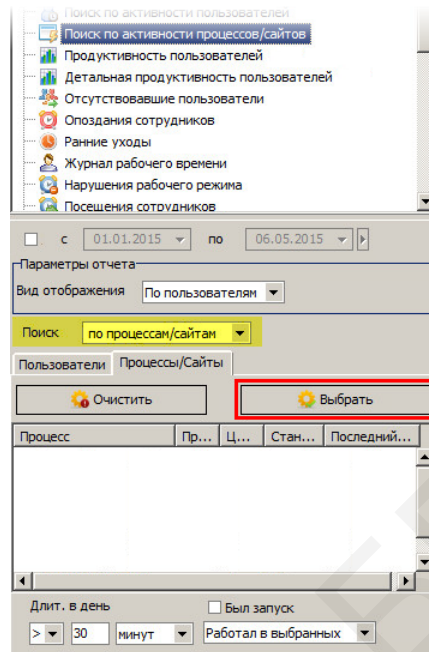 Поиск по активности пользователей
Поиск по активности процессов/сайтов
Продуктивность пользователей
Детальная продуктивность пользователей
Отсутствовавшие пользователи
Опоздания сотрудников
Ранние уходы
Журнал рабочего времени
Нарушения рабочего режима
Посещения сотрудников
с 01.01.2015 по 06.05.2015
Параметры отчета
Вид отображения По пользователям
Поиск по процессам/сайтам
Пользователи Процессы/Сайты
Очистить Выбрать
Процесс Пр... Ц... Стан... Последний...
Длит. в день Был запуск
> 30 минут Работал в выбранных